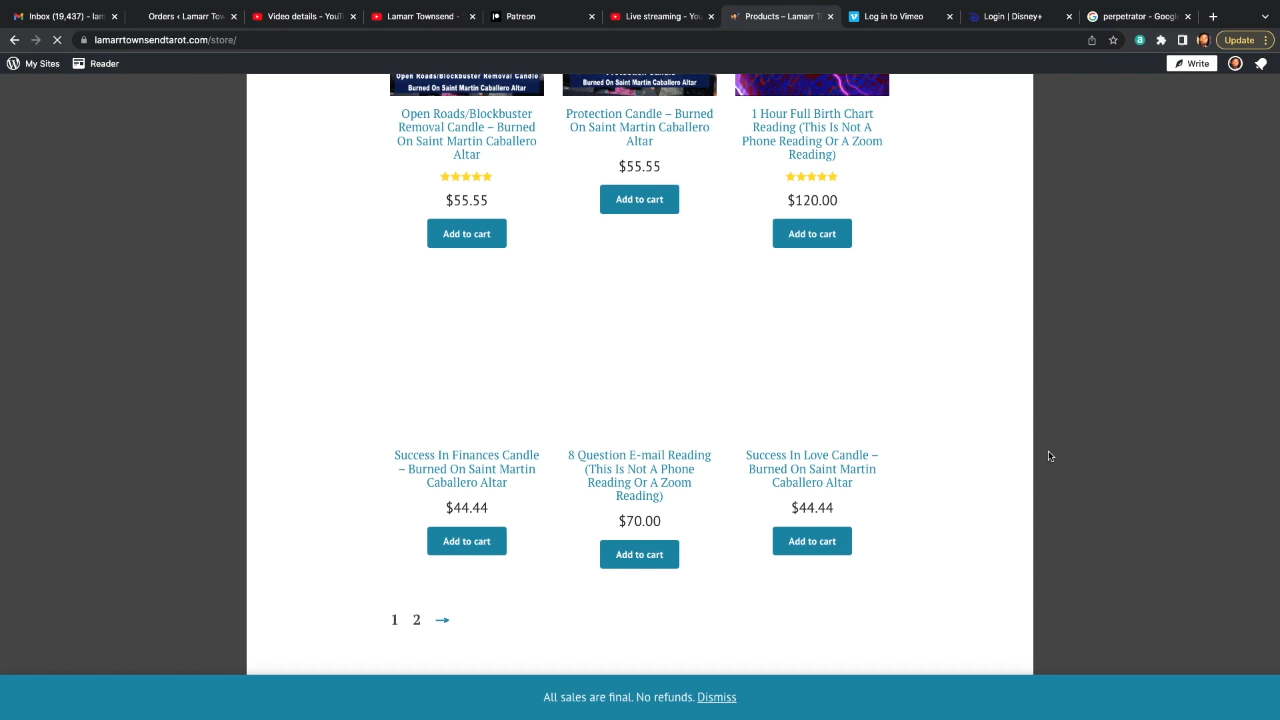 Inbox (19,437) -
Orders ‹ Lamarr Tow
Video details - YouTu
Lamarr Townsend -
Patreon
Live streaming - You
Products – Lamarr T
Log in to Vimeo
Login | Disney+
perpetrator - Google
lamarrtownsendtarot.com/store/
Update
My Sites
Reader
Write
Open Roads/Blockbuster Removal Candle
Burned On Saint Martin Caballero Altar
Burned On Saint Martin Caballero Altar
Open Roads/Blockbuster
Removal Candle – Burned
On Saint Martin Caballero
Altar
$55.55
Add to cart
Protection Candle – Burned
On Saint Martin Caballero
Altar
$55.55
Add to cart
1 Hour Full Birth Chart
Reading (This Is Not A
Phone Reading Or A Zoom
Reading)
$120.00
Add to cart
Success In Finances Candle
– Burned On Saint Martin
Caballero Altar
$44.44
Add to cart
8 Question E-mail Reading
(This Is Not A Phone
Reading Or A Zoom
Reading)
$70.00
Add to cart
Success In Love Candle –
Burned On Saint Martin
Caballero Altar
$44.44
Add to cart
1 2 →
All sales are final. No refunds. Dismiss